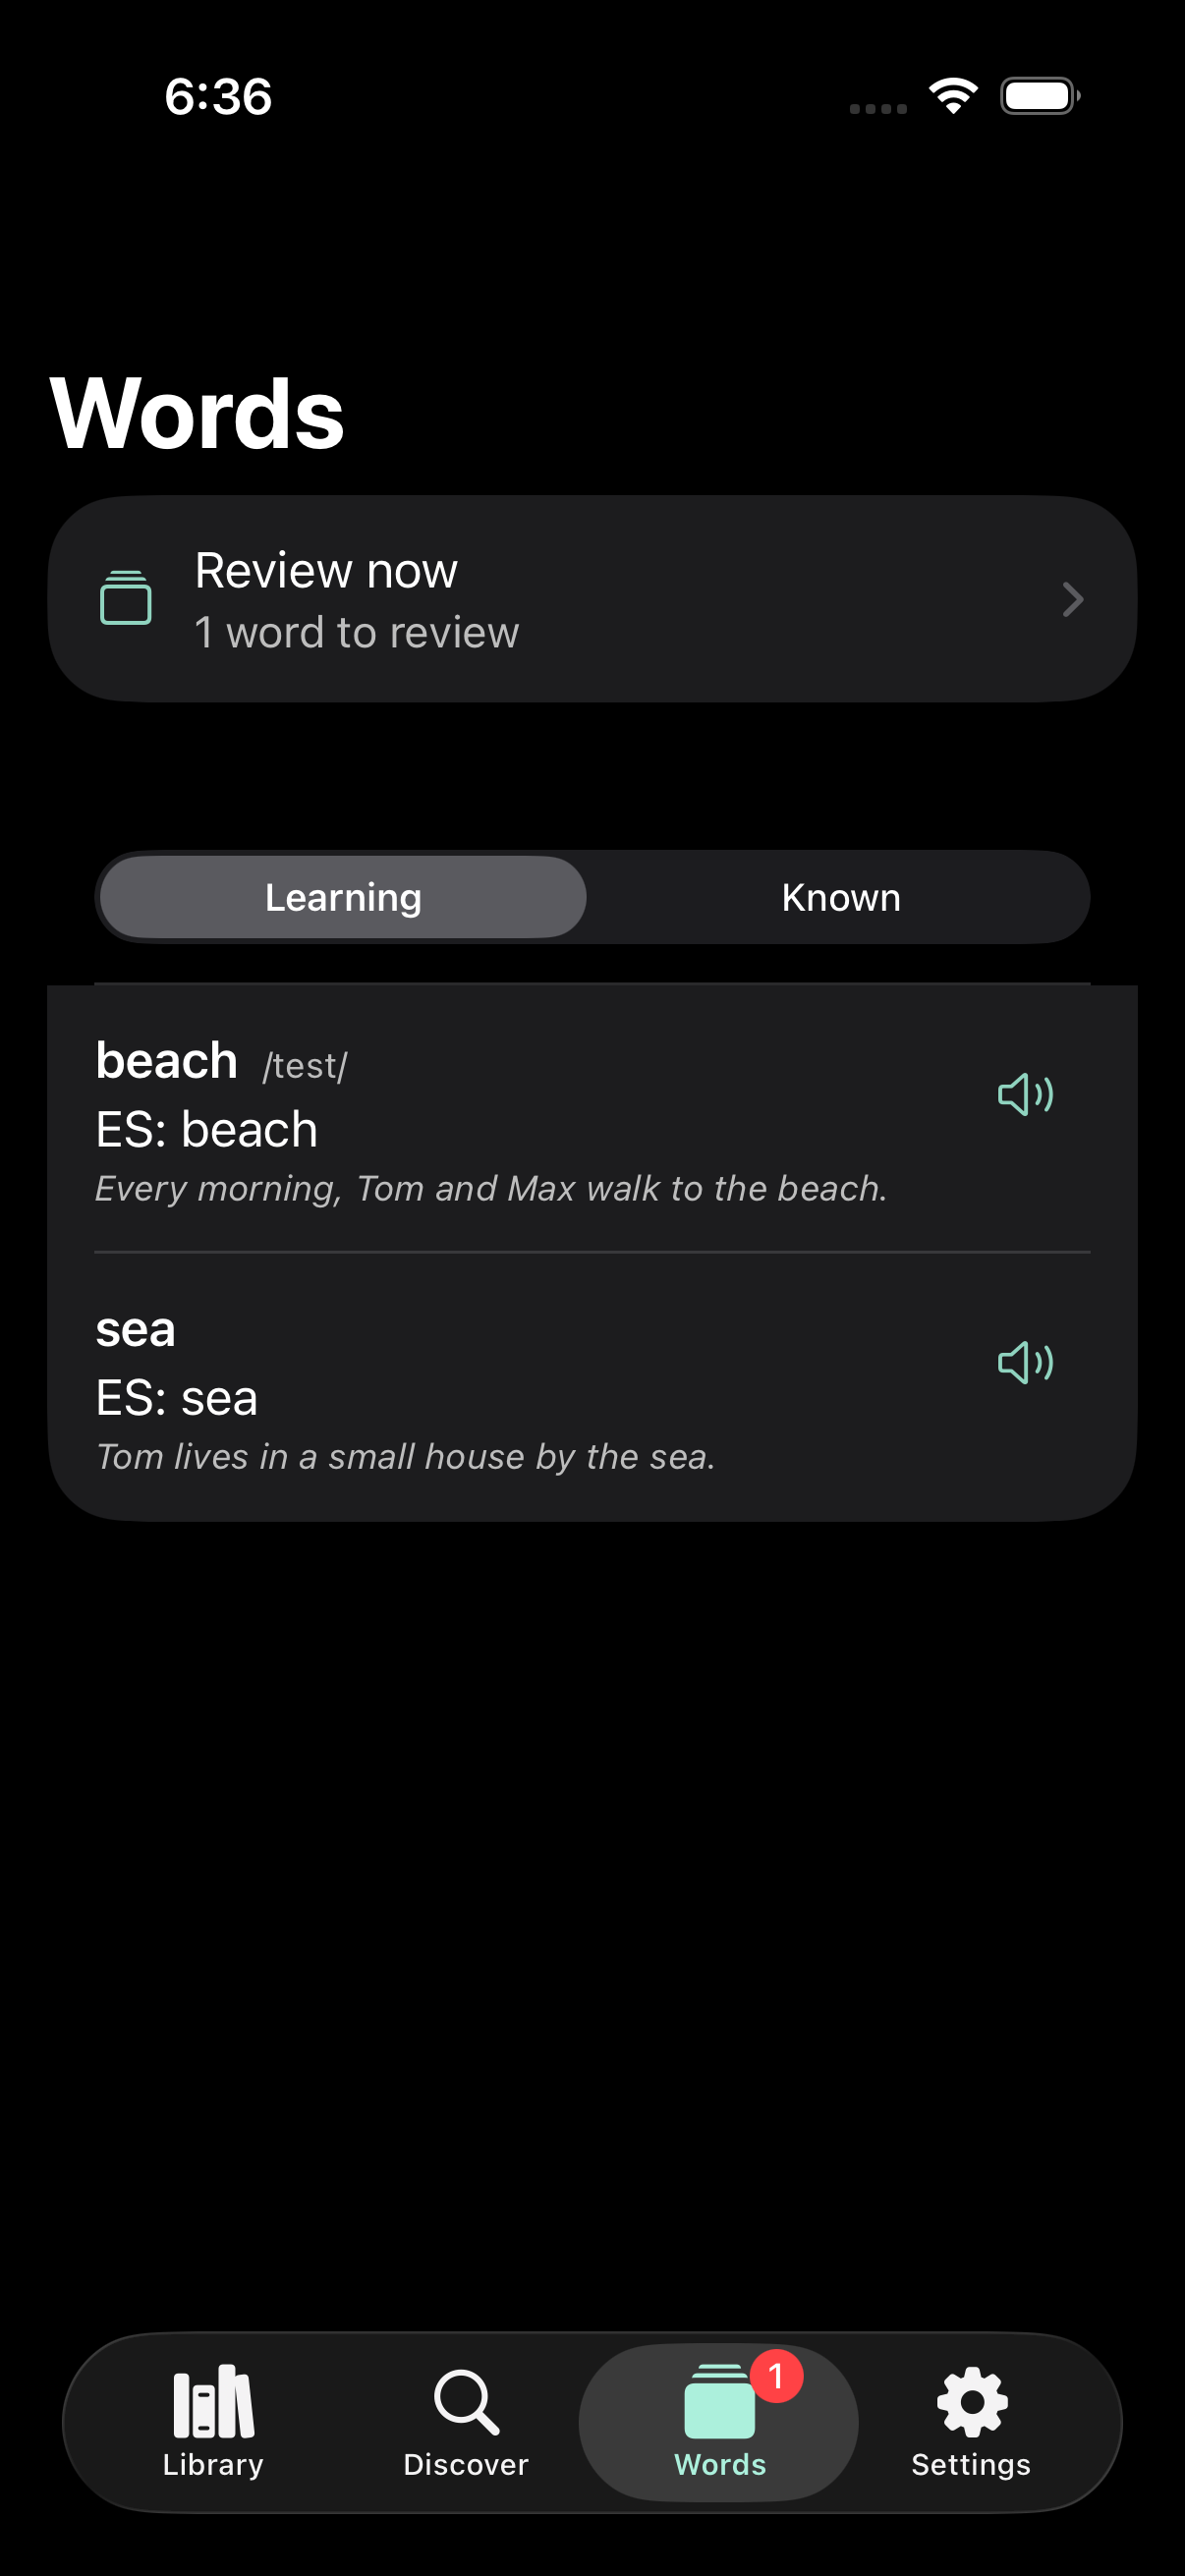 6:36
Words
Review now
1 word to review
Learning Known
beach /test/
ES: beach
Every morning, Tom and Max walk to the beach.
sea
ES: sea
Tom lives in a small house by the sea.
1
Library Discover Words Settings